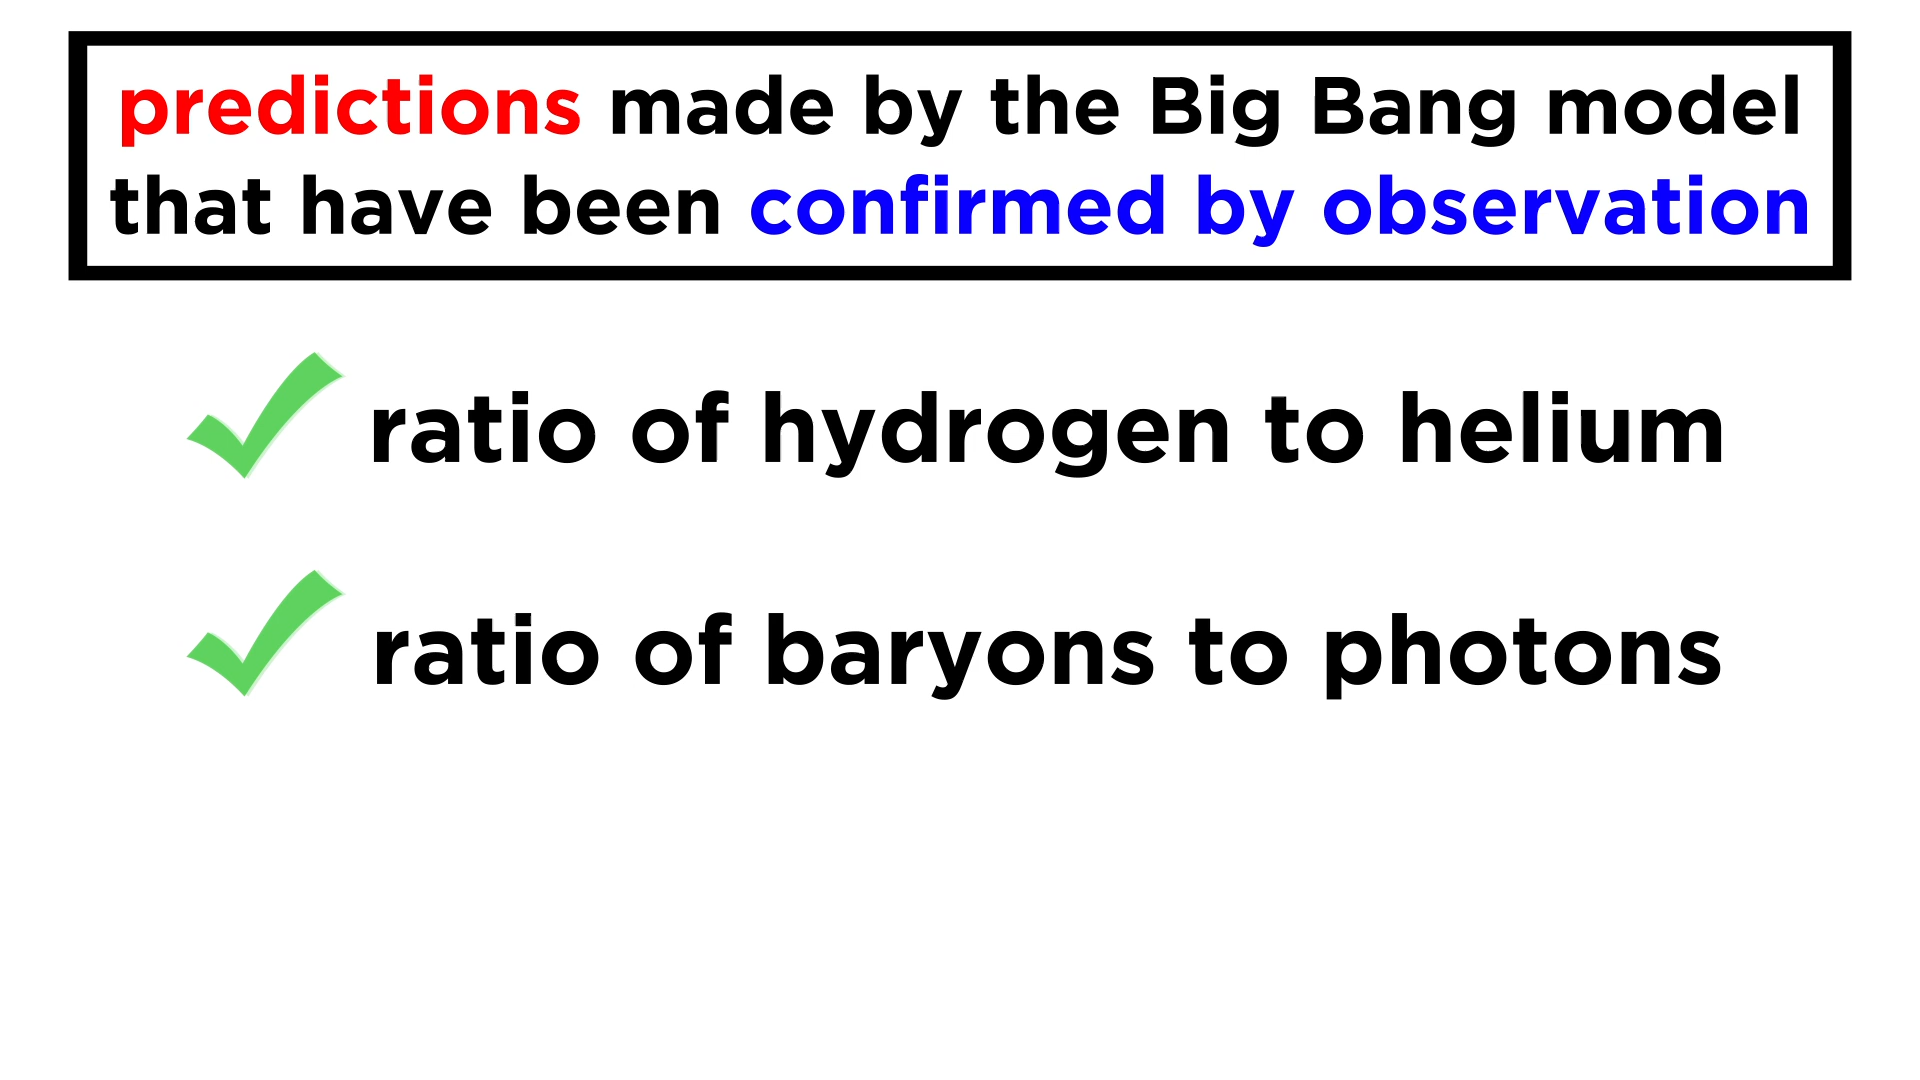 predictions made by the Big Bang model
that have been confirmed by observation
ratio of hydrogen to helium
ratio of baryons to photons